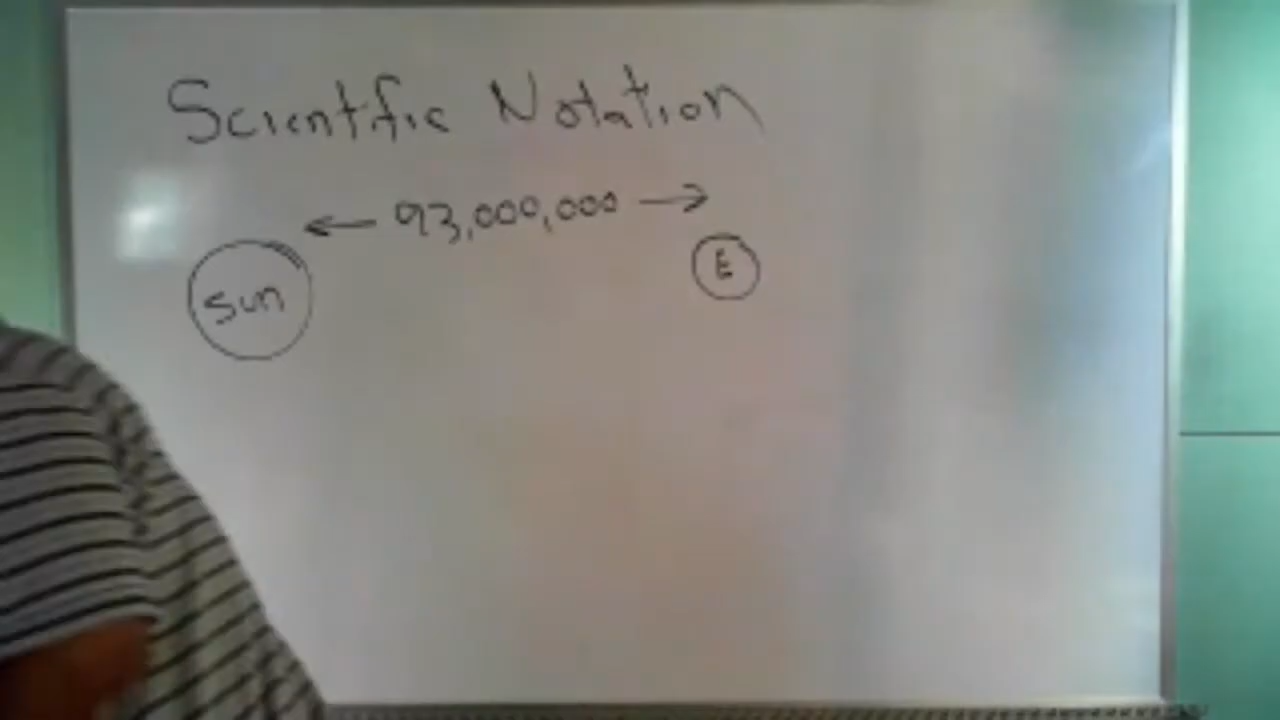 Scientific Notation
← 93,000,000 →
Sun
E